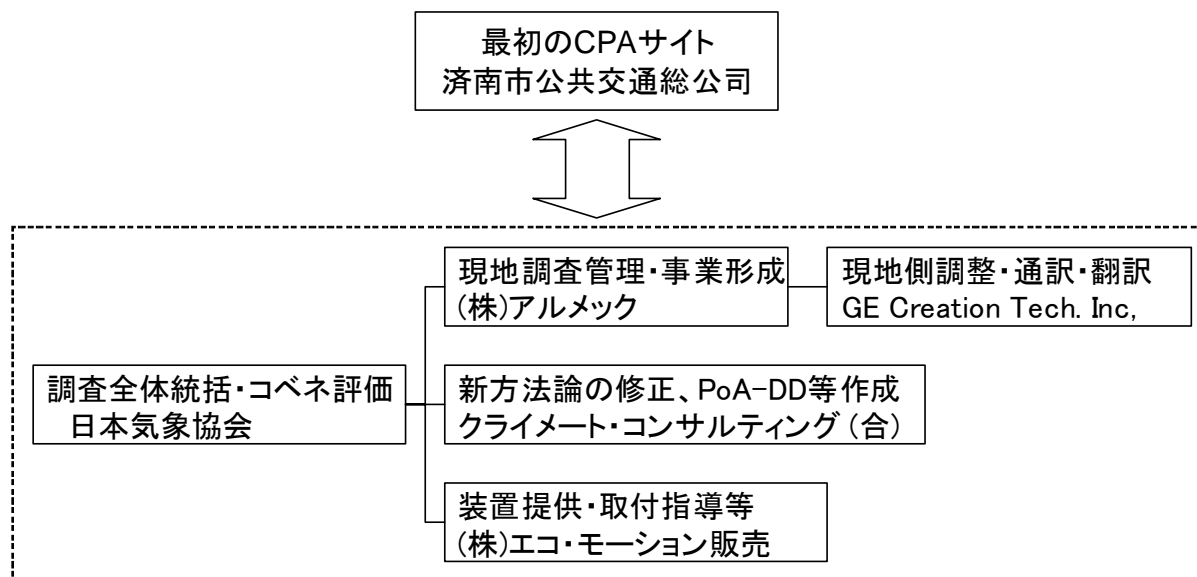 最初のCPAサイト
済南市公共交通総公司
現地調査管理・事業形成
(株)アルメック
現地側調整・通訳・翻訳
GE Creation Tech. Inc,
調査全体統括・コベネ評価
日本気象協会
新方法論の修正、PoA-DD等作成
クライメート・コンサルティング(合)
装置提供・取付指導等
(株)エコ・モーション販売